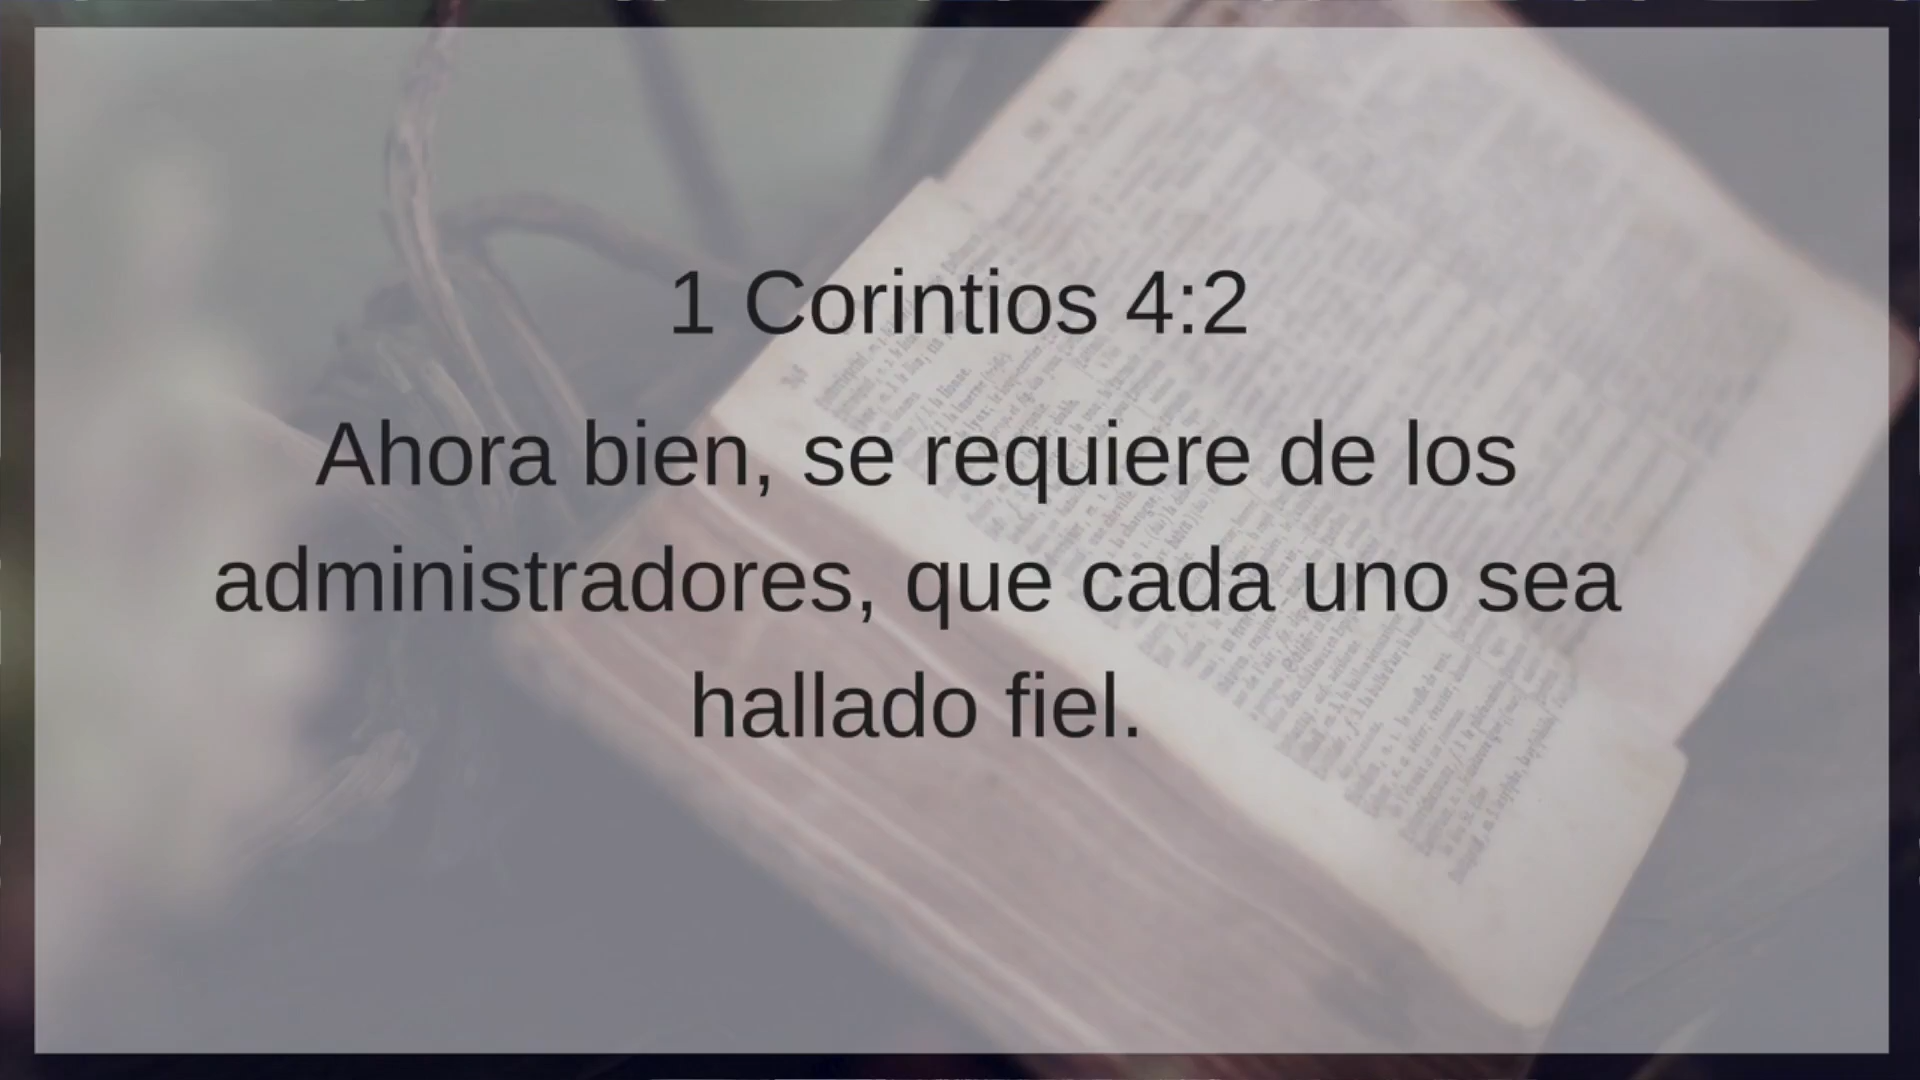 1 Corintios 4:2
Ahora bien, se requiere de los
administradores, que cada uno sea
hallado fiel.